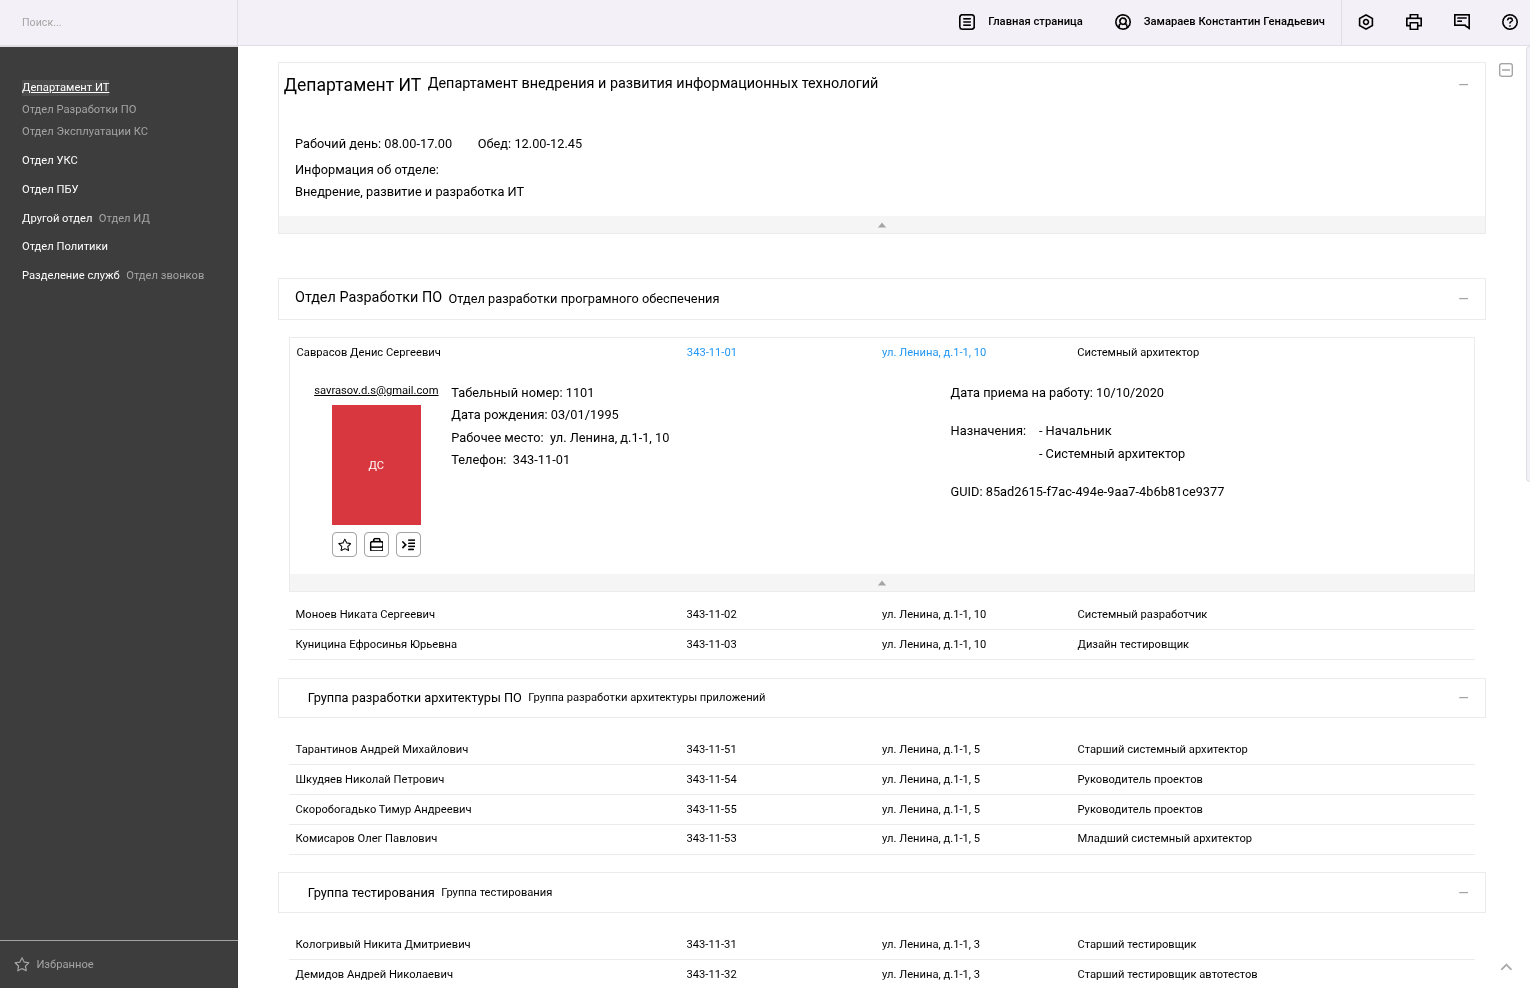 Поиск...
Главная страница
Замараев Константин Генадьевич
Департамент ИТ
Отдел Разработки ПО
Отдел Эксплуатации КС
Отдел УКС
Отдел ПБУ
Другой отдел Отдел ИД
Отдел Политики
Разделение служб Отдел звонков
Избранное
Департамент ИТ Департамент внедрения и развития информационных технологий
Рабочий день: 08.00-17.00 Обед: 12.00-12.45
Информация об отделе:
Внедрение, развитие и разработка ИТ
Отдел Разработки ПО Отдел разработки програмного обеспечения
Саврасов Денис Сергеевич 343-11-01 ул. Ленина, д.1-1, 10 Системный архитектор
savrasov.d.s@gmail.com
ДС
Табельный номер: 1101
Дата рождения: 03/01/1995
Рабочее место: ул. Ленина, д.1-1, 10
Телефон: 343-11-01
Дата приема на работу: 10/10/2020
Назначения: - Начальник
- Системный архитектор
GUID: 85ad2615-f7ac-494e-9aa7-4b6b81ce9377
Моноев Никата Сергеевич 343-11-02 ул. Ленина, д.1-1, 10 Системный разработчик
Куницина Ефросинья Юрьевна 343-11-03 ул. Ленина, д.1-1, 10 Дизайн тестировщик
Группа разработки архитектуры ПО Группа разработки архитектуры приложений
Тарантинов Андрей Михайлович 343-11-51 ул. Ленина, д.1-1, 5 Старший системный архитектор
Шкудяев Николай Петрович 343-11-54 ул. Ленина, д.1-1, 5 Руководитель проектов
Скоробогадько Тимур Андреевич 343-11-55 ул. Ленина, д.1-1, 5 Руководитель проектов
Комисаров Олег Павлович 343-11-53 ул. Ленина, д.1-1, 5 Младший системный архитектор
Группа тестирования Группа тестирования
Кологривый Никита Дмитриевич 343-11-31 ул. Ленина, д.1-1, 3 Старший тестировщик
Демидов Андрей Николаевич 343-11-32 ул. Ленина, д.1-1, 3 Старший тестировщик автотестов